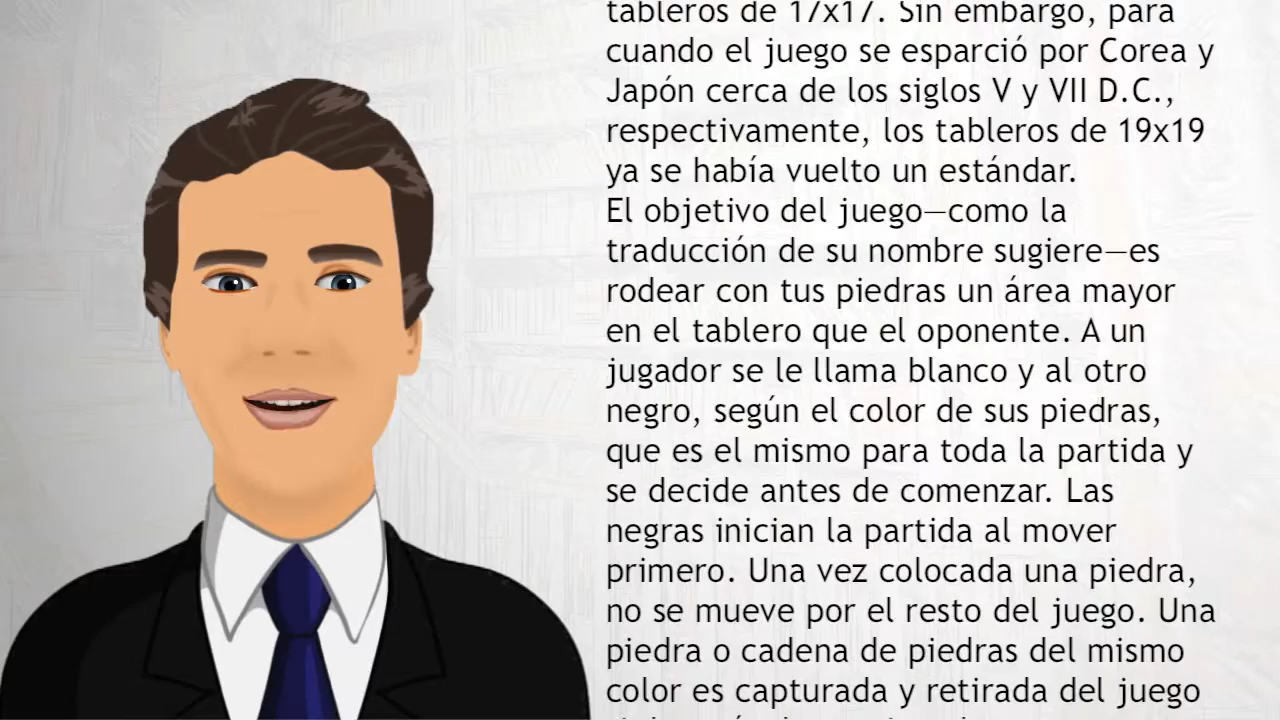 tableros de 17x17. Sin embargo, para
cuando el juego se esparció por Corea y
Japón cerca de los siglos V y VII D.C.,
respectivamente, los tableros de 19x19
ya se había vuelto un estándar.
El objetivo del juego—como la
traducción de su nombre sugiere—es
rodear con tus piedras un área mayor
en el tablero que el oponente. A un
jugador se le llama blanco y al otro
negro, según el color de sus piedras,
que es el mismo para toda la partida y
se decide antes de comenzar. Las
negras inician la partida al mover
primero. Una vez colocada una piedra,
no se mueve por el resto del juego. Una
piedra o cadena de piedras del mismo
color es capturada y retirada del juego